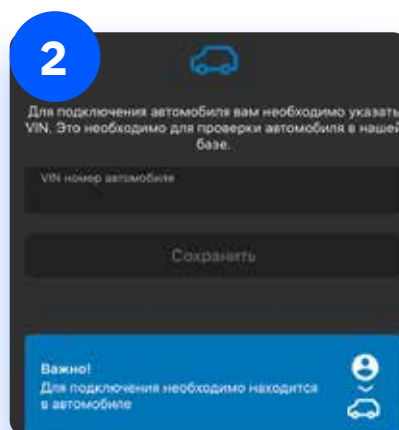 2
Для подключения автомобиля вам необходимо указать
VIN. Это необходимо для проверки автомобиля в нашей
базе.
VIN номер автомобиля
Сохранить
Важно!
Для подключения необходимо находится
в автомобиле